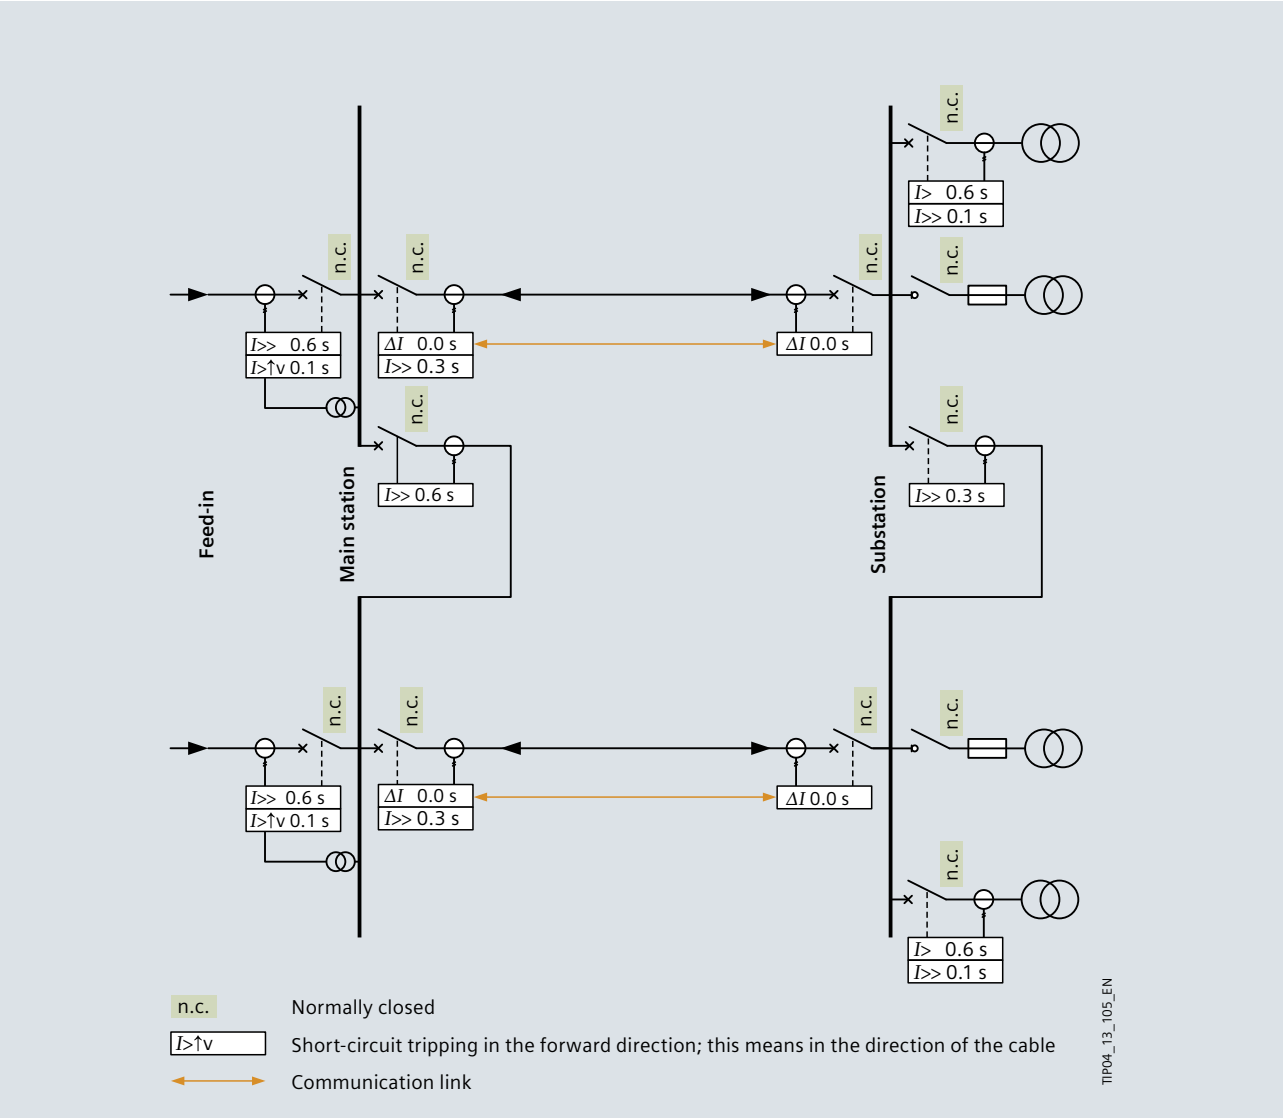 n.c.
I> 0.6 s
I>> 0.1 s
n.c.
n.c.
n.c.
n.c.
I>> 0.6 s
I>↑v 0.1 s
ΔI 0.0 s
I>> 0.3 s
ΔI 0.0 s
n.c.
n.c.
I>> 0.6 s
I>> 0.3 s
Feed-in
Main station
Substation
n.c.
n.c.
n.c.
n.c.
I>> 0.6 s
I>↑v 0.1 s
ΔI 0.0 s
I>> 0.3 s
ΔI 0.0 s
n.c.
I> 0.6 s
I>> 0.1 s
n.c. Normally closed
I>↑v Short-circuit tripping in the forward direction; this means in the direction of the cable
Communication link
TIP04_13_105_EN